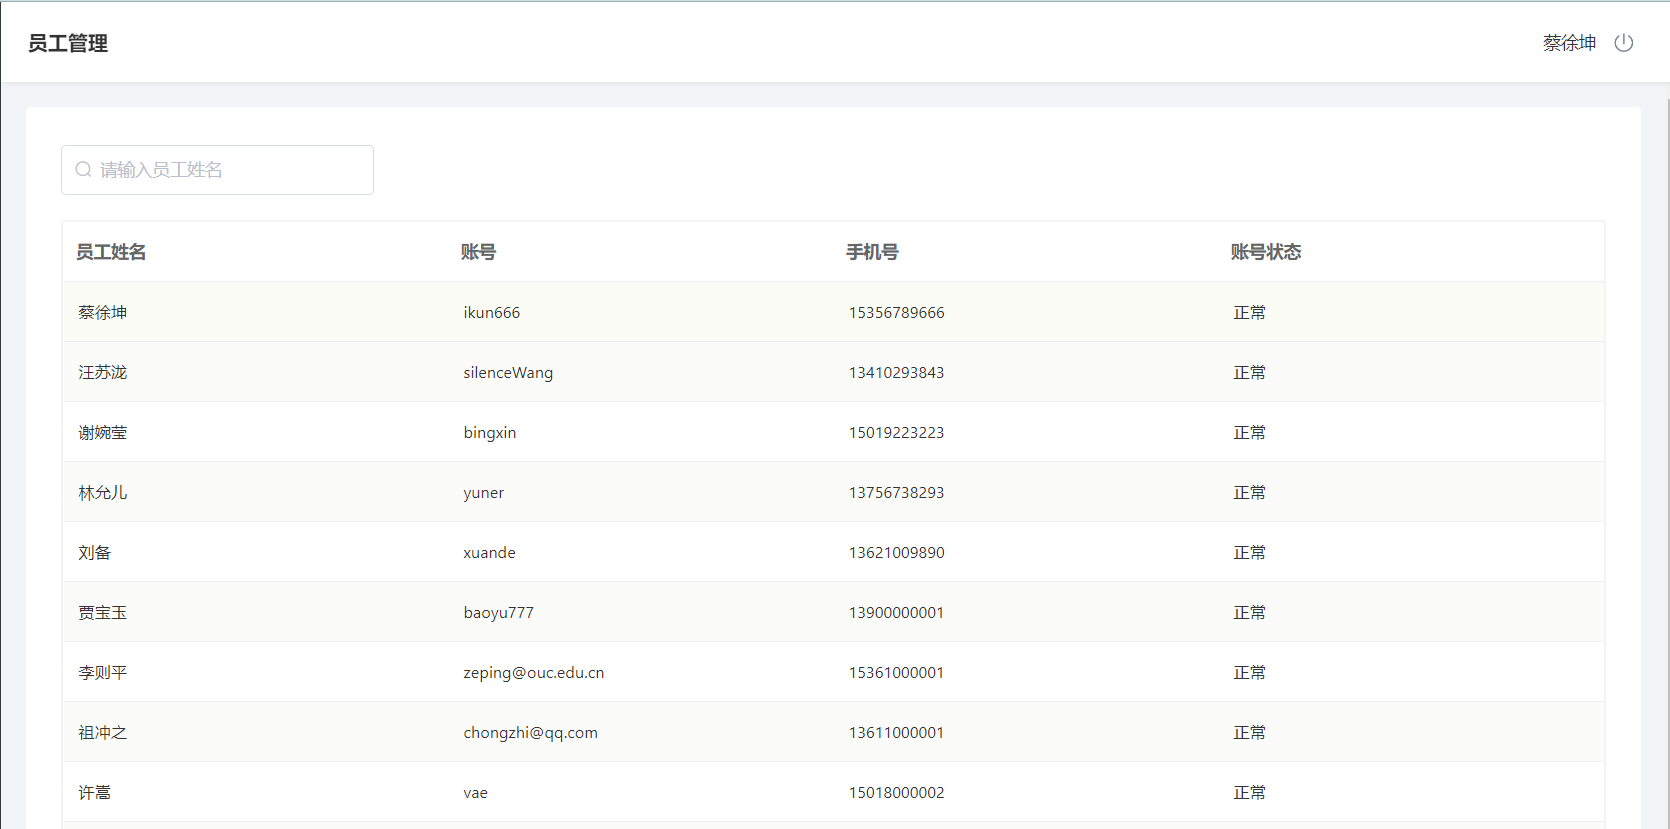 员工管理 蔡徐坤
请输入员工姓名
员工姓名 账号 手机号 账号状态
蔡徐坤 ikun666 15356789666 正常
汪苏泷 silenceWang 13410293843 正常
谢婉莹 bingxin 15019223223 正常
林允儿 yuner 13756738293 正常
刘备 xuande 13621009890 正常
贾宝玉 baoyu777 13900000001 正常
李则平 zeping@ouc.edu.cn 15361000001 正常
祖冲之 chongzhi@qq.com 13611000001 正常
许嵩 vae 15018000002 正常